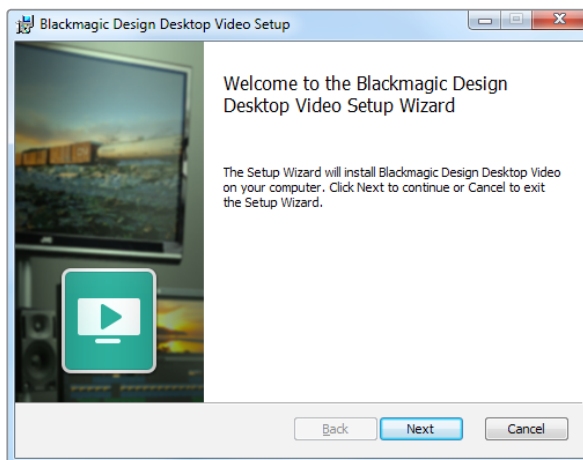 Blackmagic Design Desktop Video Setup
Welcome to the Blackmagic Design
Desktop Video Setup Wizard
The Setup Wizard will install Blackmagic Design Desktop Video
on your computer. Click Next to continue or Cancel to exit
the Setup Wizard.
JVC
Back
Next
Cancel